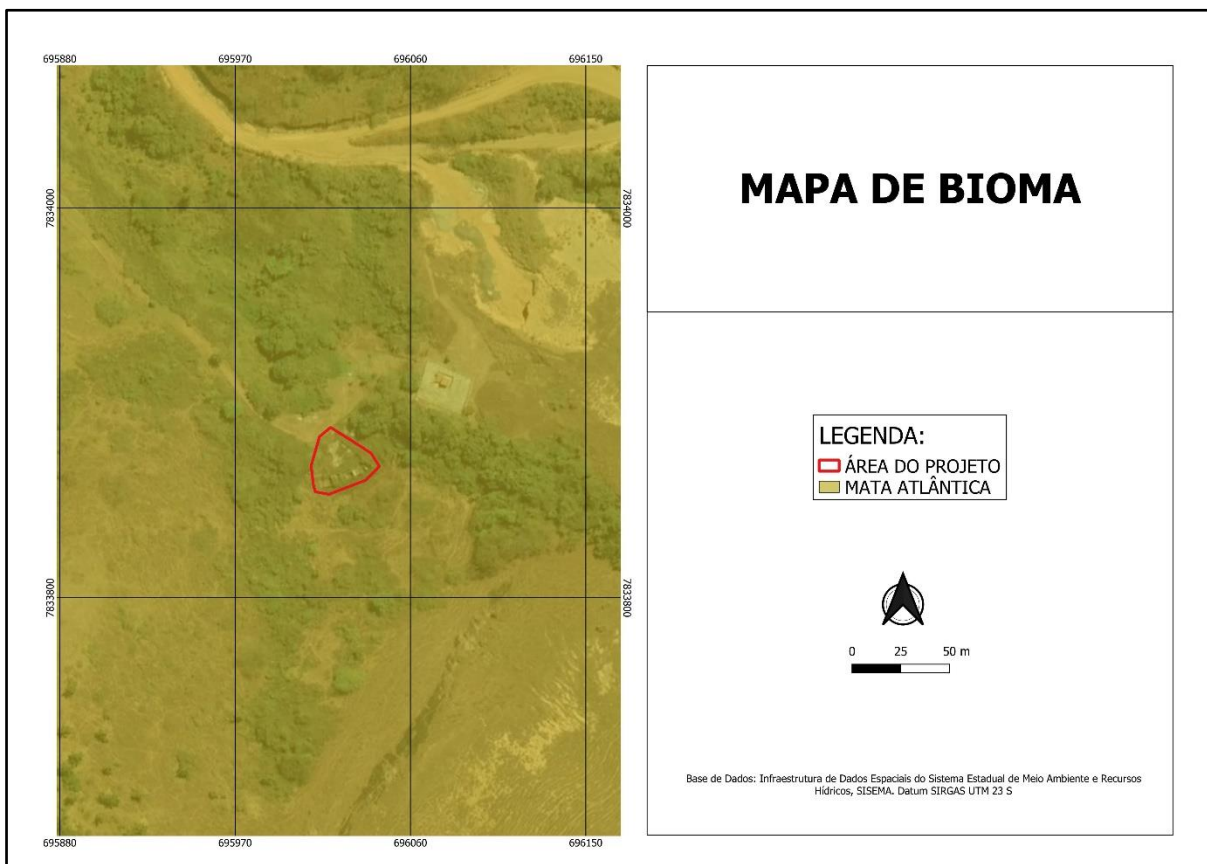 695880 695970 696060 696150
7834000 7834000
7833800 7833800
695880 695970 696060 696150
MAPA DE BIOMA
LEGENDA:
ÁREA DO PROJETO
MATA ATLÂNTICA
0 25 50 m
Base de Dados: Infraestrutura de Dados Espaciais do Sistema Estadual de Meio Ambiente e Recursos
Hídricos, SISEMA. Datum SIRGAS UTM 23 S